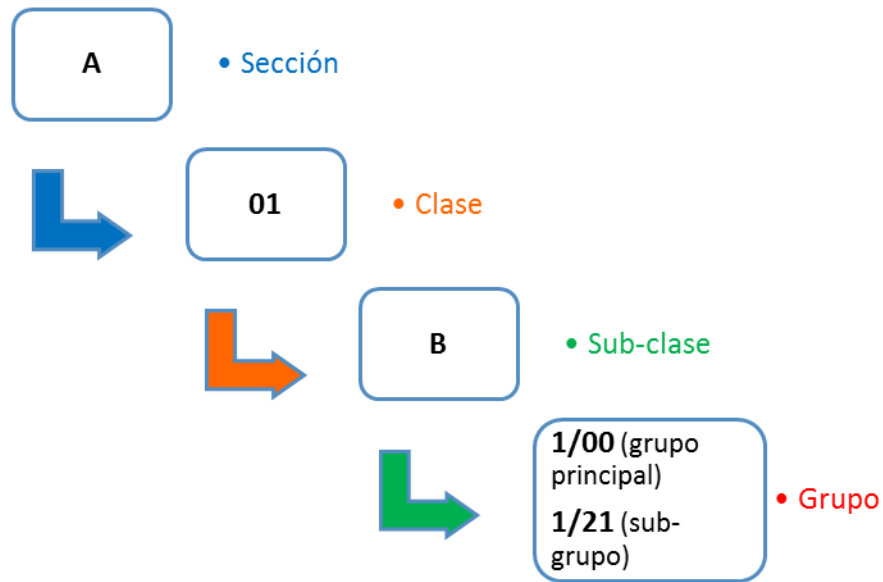 A
• Sección
01
• Clase
B
• Sub-clase
1/00 (grupo
principal)
1/21 (sub-
grupo)
• Grupo